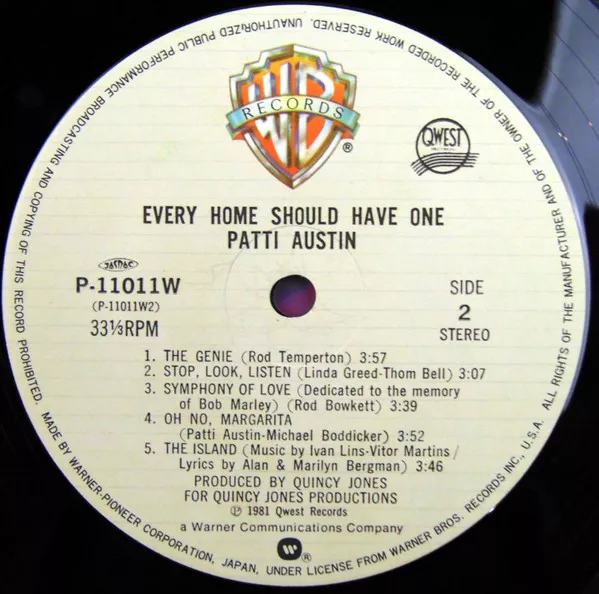 ALL RIGHTS OF THE MANUFACTURER AND OF THE OWNER OF THE RECORDED WORK RESERVED. UNAUTHORIZED PUBLIC PERFORMANCE BROADCASTING AND COPYING OF THIS RECORD PROHIBITED.
WB
RECORDS
®
QWEST
RECORDS
EVERY HOME SHOULD HAVE ONE
PATTI AUSTIN
JASRAC
P-11011W
(P-11011W2)
33⅓RPM
SIDE
2
STEREO
1. THE GENIE (Rod Temperton) 3:57
2. STOP, LOOK, LISTEN (Linda Greed-Thom Bell) 3:07
3. SYMPHONY OF LOVE (Dedicated to the memory
of Bob Marley) (Rod Bowkett) 3:39
4. OH NO, MARGARITA
(Patti Austin-Michael Boddicker) 3:52
5. THE ISLAND (Music by Ivan Lins-Vitor Martins/
Lyrics by Alan & Marilyn Bergman) 3:46
PRODUCED BY QUINCY JONES
FOR QUINCY JONES PRODUCTIONS
℗ 1981 Qwest Records
a Warner Communications Company
®
MADE BY WARNER-PIONEER CORPORATION, JAPAN, UNDER LICENSE FROM WARNER BROS. RECORDS INC., U.S.A.